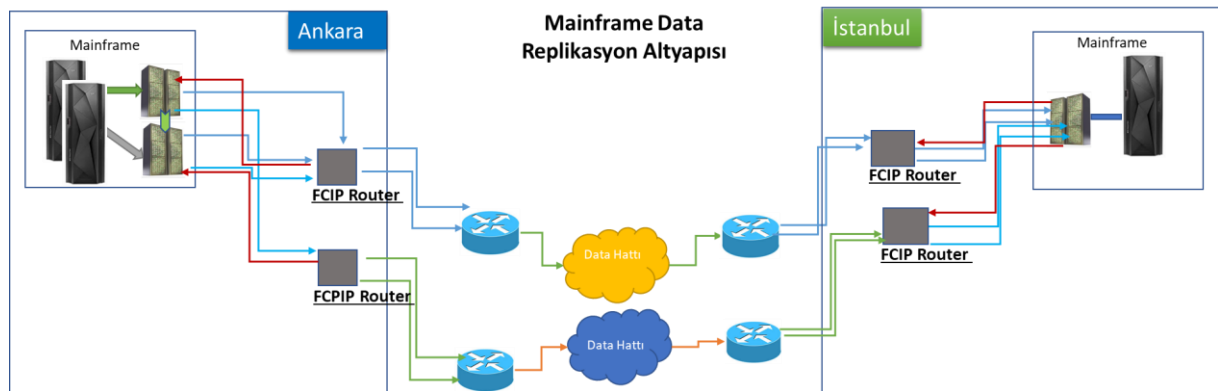 Ankara
Mainframe Data
Replikasyon Altyapısı
İstanbul
Mainframe
Mainframe
FCIP Router
FCIP Router
FCIP Router
FCPIP Router
Data Hattı
Data Hattı